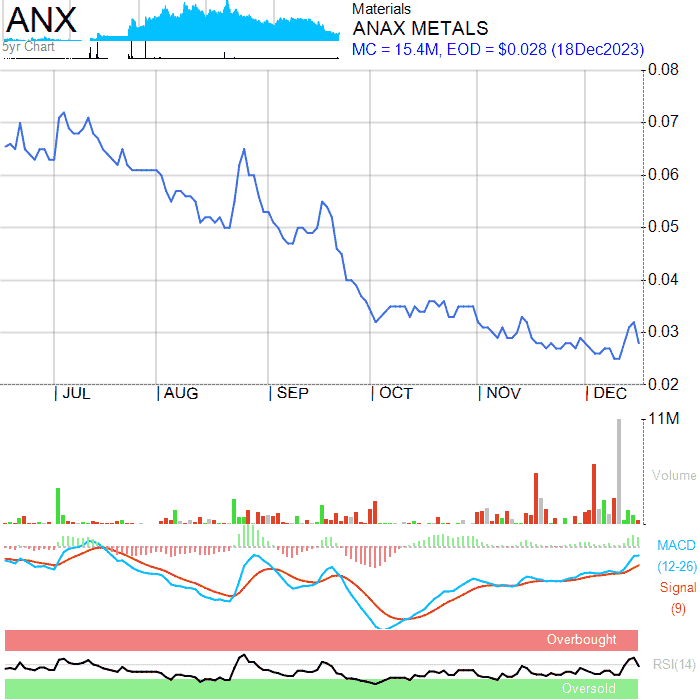 ANX
5yr Chart
Materials
ANAX METALS
MC = 15.4M, EOD = $0.028 (18Dec2023)
0.08
0.07
0.06
0.05
0.04
0.03
0.02
JUL AUG SEP OCT NOV DEC
11M
Volume
MACD
(12-26)
Signal
(9)
Overbought
RSI(14)
Oversold